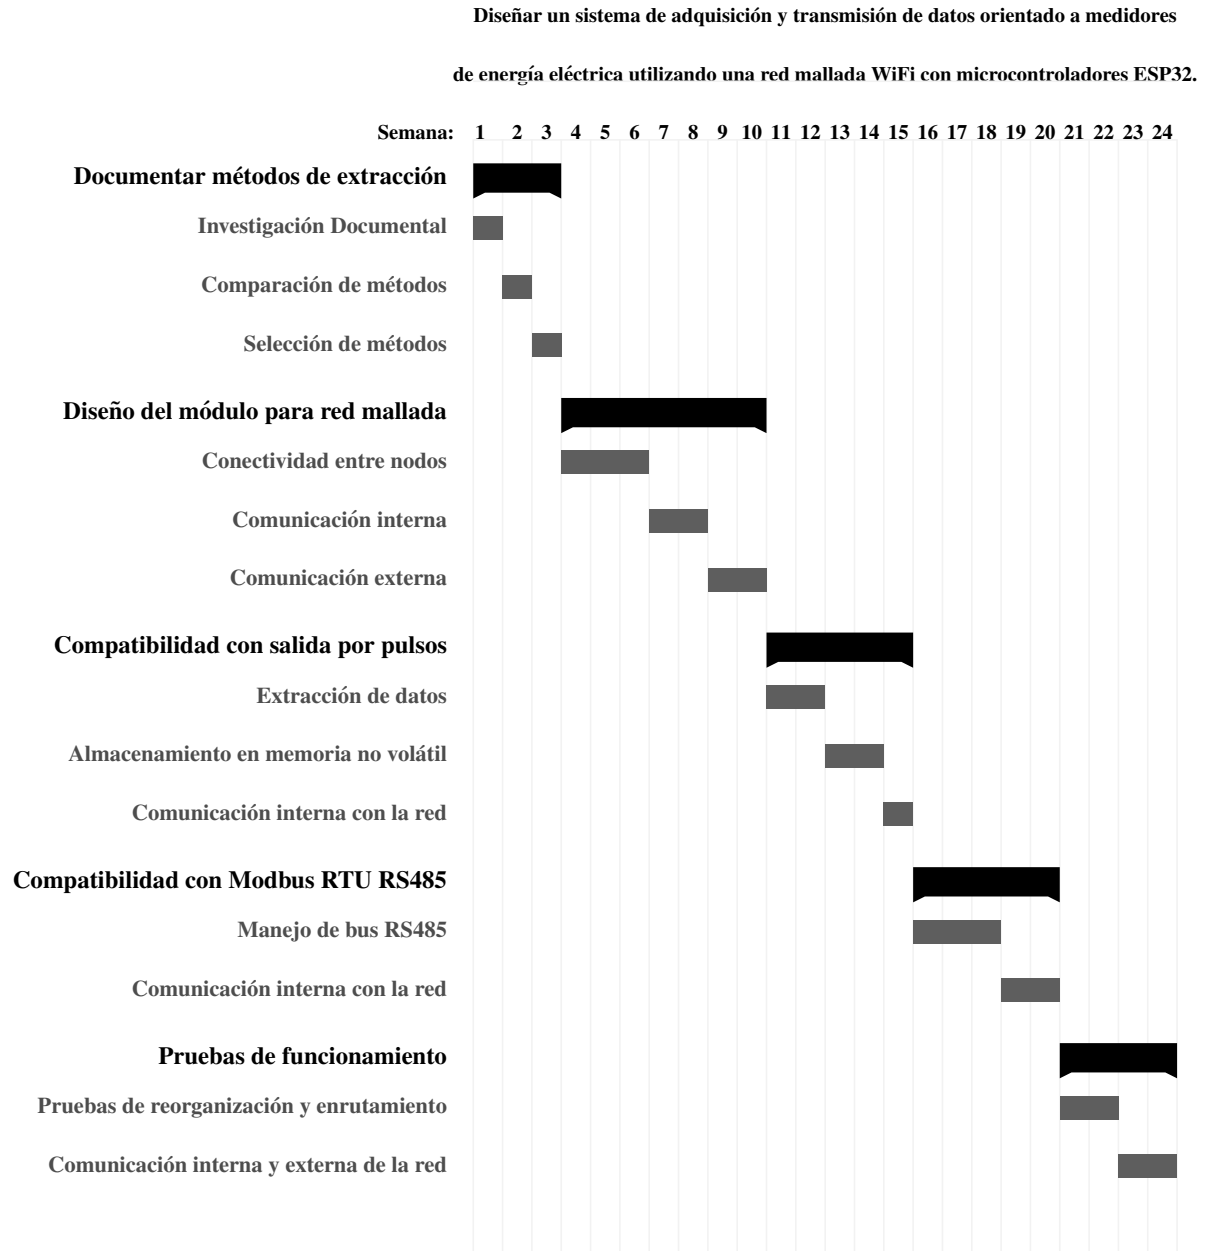 Diseñar un sistema de adquisición y transmisión de datos orientado a medidores
de energía eléctrica utilizando una red mallada WiFi con microcontroladores ESP32.
Semana: 1 2 3 4 5 6 7 8 9 10 11 12 13 14 15 16 17 18 19 20 21 22 23 24
Documentar métodos de extracción
Investigación Documental
Comparación de métodos
Selección de métodos
Diseño del módulo para red mallada
Conectividad entre nodos
Comunicación interna
Comunicación externa
Compatibilidad con salida por pulsos
Extracción de datos
Almacenamiento en memoria no volátil
Comunicación interna con la red
Compatibilidad con Modbus RTU RS485
Manejo de bus RS485
Comunicación interna con la red
Pruebas de funcionamiento
Pruebas de reorganización y enrutamiento
Comunicación interna y externa de la red